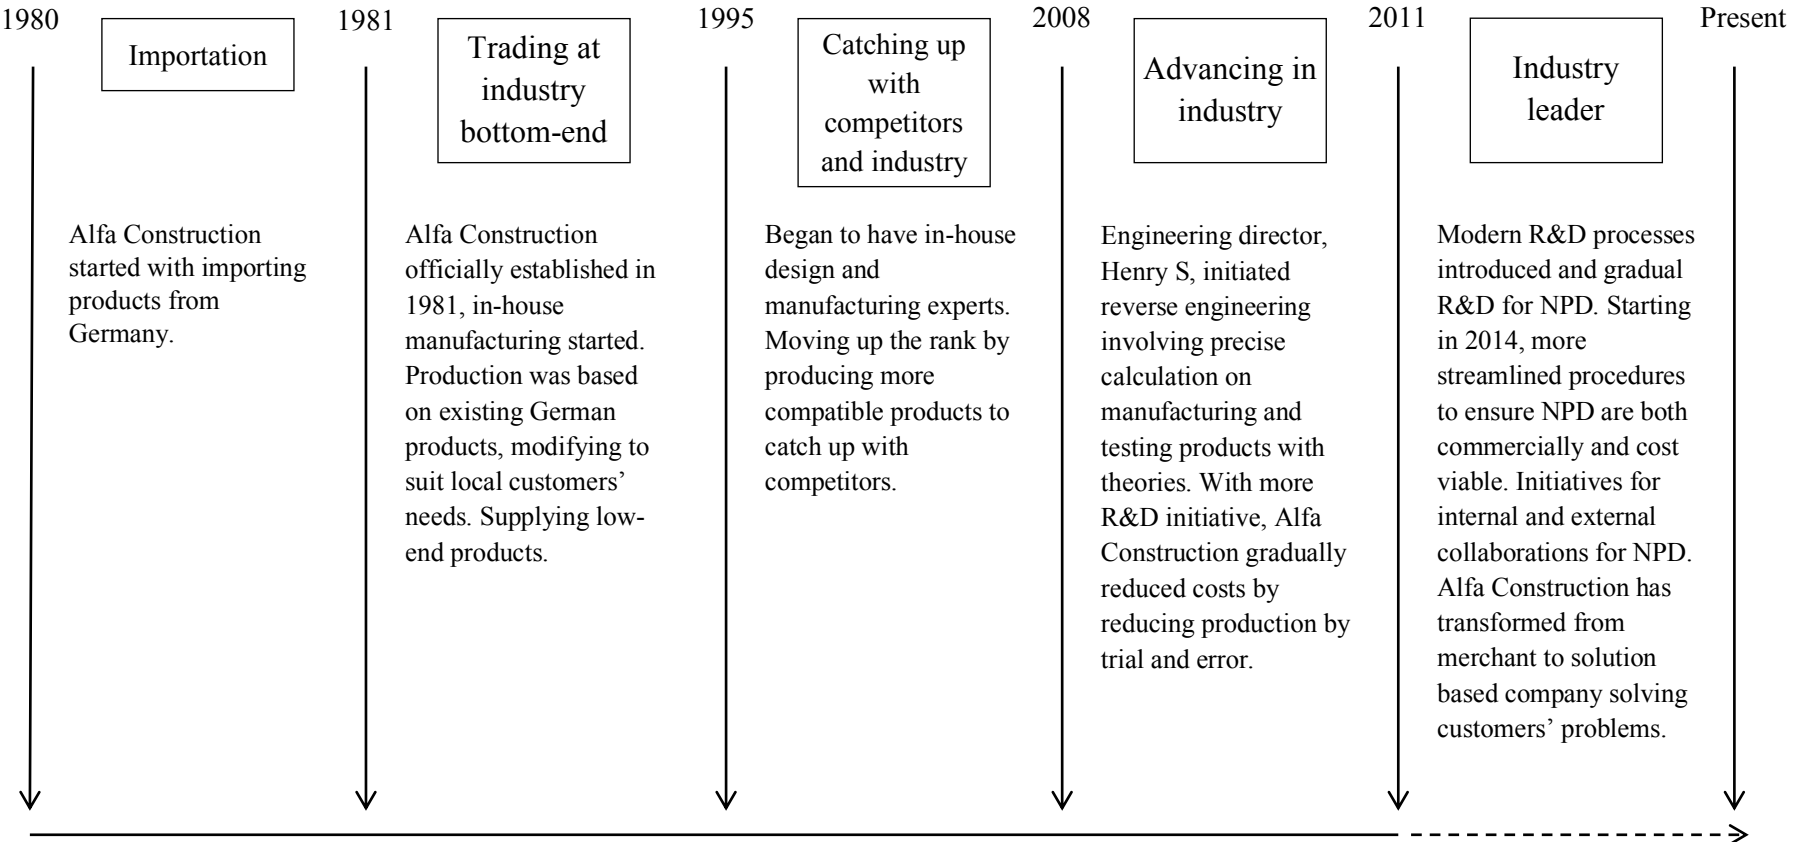 1980
Importation
1981
Trading at
industry
bottom-end
1995
Catching up
with
competitors
and industry
2008
Advancing in
industry
2011
Industry
leader
Present
Alfa Construction
started with importing
products from
Germany.
Alfa Construction
officially established in
1981, in-house
manufacturing started.
Production was based
on existing German
products, modifying to
suit local customers’
needs. Supplying low-
end products.
Began to have in-house
design and
manufacturing experts.
Moving up the rank by
producing more
compatible products to
catch up with
competitors.
Engineering director,
Henry S, initiated
reverse engineering
involving precise
calculation on
manufacturing and
testing products with
theories. With more
R&D initiative, Alfa
Construction gradually
reduced costs by
reducing production by
trial and error.
Modern R&D processes
introduced and gradual
R&D for NPD. Starting
in 2014, more
streamlined procedures
to ensure NPD are both
commercially and cost
viable. Initiatives for
internal and external
collaborations for NPD.
Alfa Construction has
transformed from
merchant to solution
based company solving
customers’ problems.